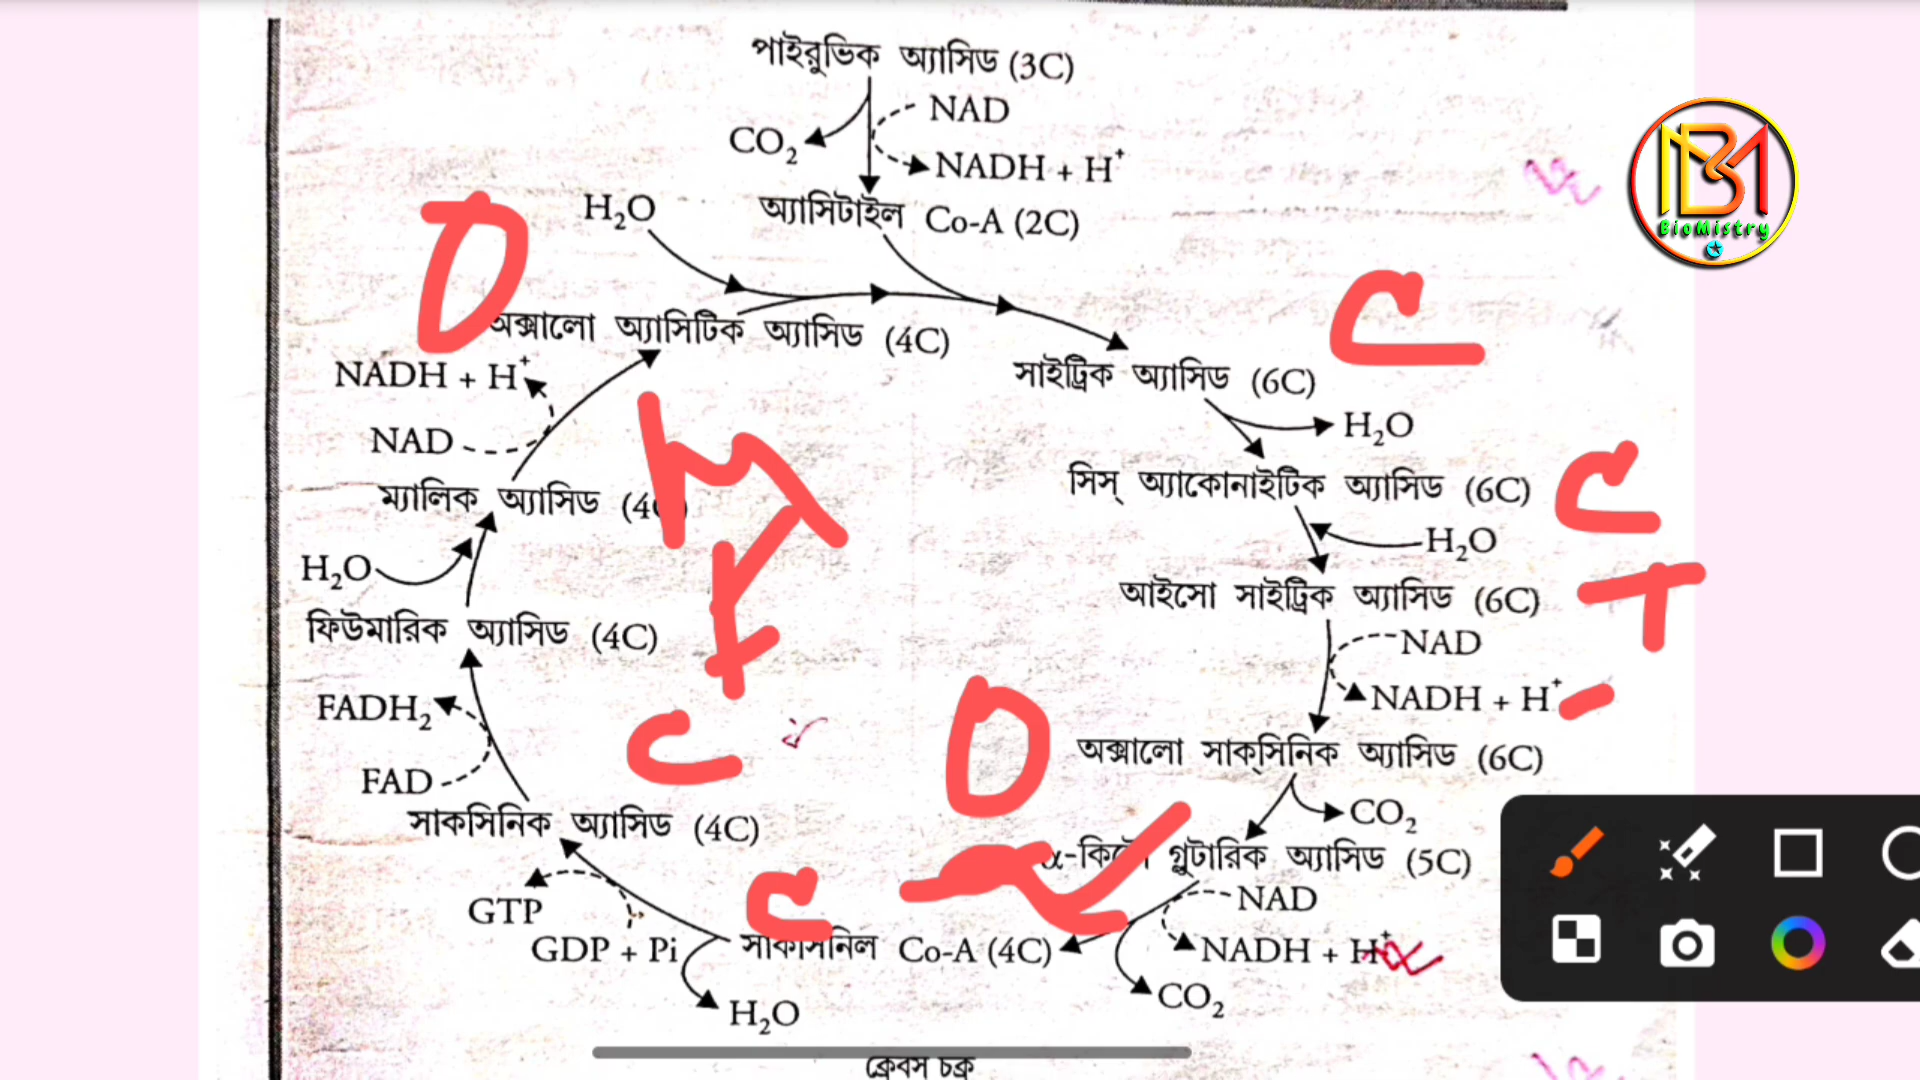 পাইরুভিক অ্যাসিড (3C)
NAD
CO₂
NADH + H⁺
H₂O
অ্যাসিটাইল Co-A (2C)
অক্সালো অ্যাসিটিক অ্যাসিড (4C)
NADH + H⁺
সাইট্রিক অ্যাসিড (6C)
H₂O
NAD
সিস্ অ্যাকোনাইটিক অ্যাসিড (6C)
ম্যালিক অ্যাসিড (4C)
H₂O
H₂O
আইসো সাইট্রিক অ্যাসিড (6C)
ফিউমারিক অ্যাসিড (4C)
NAD
NADH + H⁺
FADH₂
অক্সালো সাক্সিনিক অ্যাসিড (6C)
FAD
CO₂
সাকসিনিক অ্যাসিড (4C)
α-কিটো গ্লুটারিক অ্যাসিড (5C)
NAD
GTP
GDP + Pi
সাকসিনিল Co-A (4C)
NADH + H⁺
CO₂
H₂O
ক্রেবস চক্র
O
C
C
M
F
C
O
α
C
BM
BioMistry